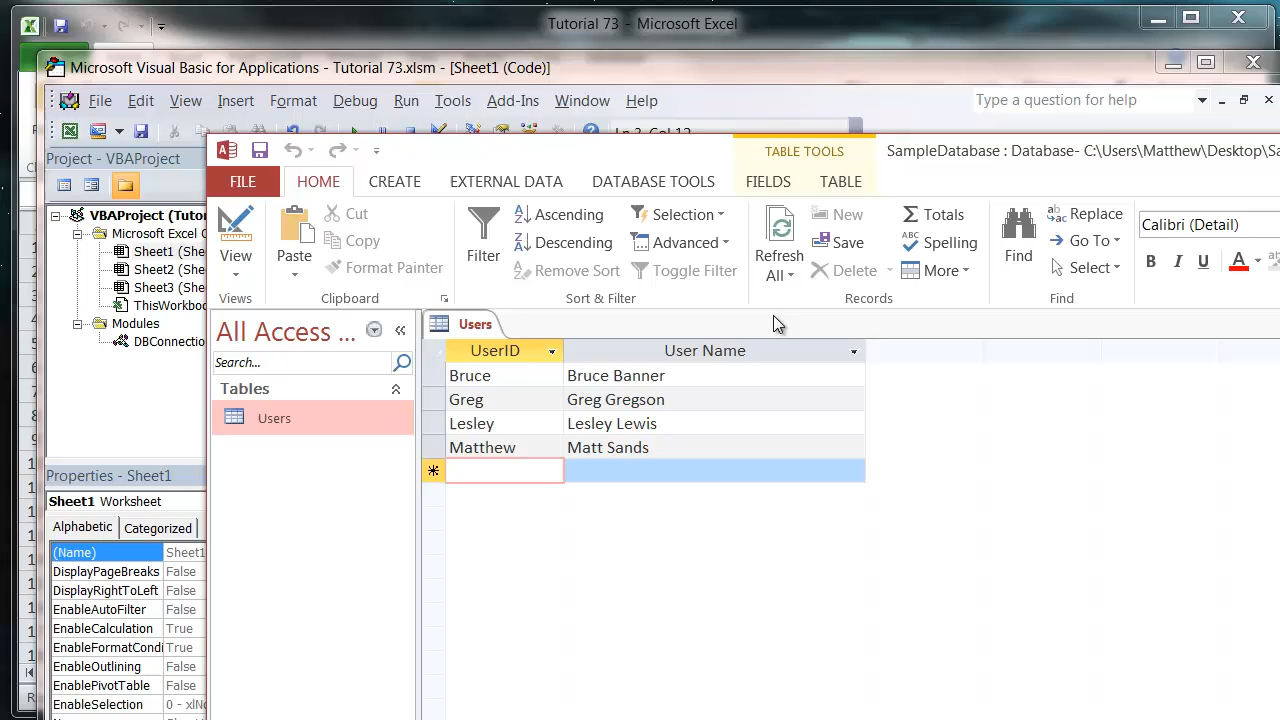 Tutorial 73 - Microsoft Excel
Microsoft Visual Basic for Applications - Tutorial 73.xlsm - [Sheet1 (Code)]
File Edit View Insert Format Debug Run Tools Add-Ins Window Help Type a question for help
Ln 3, Col 12
Project - VBAProject
TABLE TOOLS
SampleDatabase : Database- C:\Users\Matthew\Desktop\Sa
FILE HOME CREATE EXTERNAL DATA DATABASE TOOLS FIELDS TABLE
VBAProject (Tutor
Microsoft Excel O
Sheet1 (She
Sheet2 (She
Sheet3 (She
ThisWorkboo
Modules
DBConnectio
View
Views
Paste
Cut
Copy
Format Painter
Clipboard
Filter
Ascending
Descending
Remove Sort
Selection
Advanced
Toggle Filter
Sort & Filter
Refresh
All
New
Save
Delete
Totals
Spelling
More
Records
Find
Replace
Go To
Select
Find
Calibri (Detail)
B I U A
All Access ...
Search...
Tables
Users
Users
UserID User Name
Bruce Bruce Banner
Greg Greg Gregson
Lesley Lesley Lewis
Matthew Matt Sands
Properties - Sheet1
Sheet1 Worksheet
Alphabetic Categorized
(Name) Sheet1
DisplayPageBreaks False
DisplayRightToLeft False
EnableAutoFilter False
EnableCalculation True
EnableFormatCondi True
EnableOutlining False
EnablePivotTable False
EnableSelection 0 - xlNo